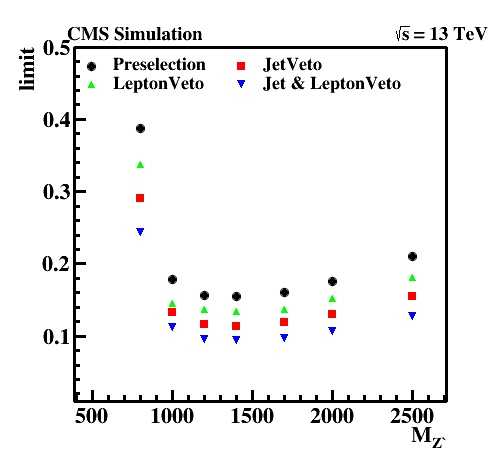 CMS Simulation √s = 13 TeV
limit
Preselection JetVeto
LeptonVeto Jet & LeptonVeto
0.5
0.4
0.3
0.2
0.1
500 1000 1500 2000 2500
M_Z`